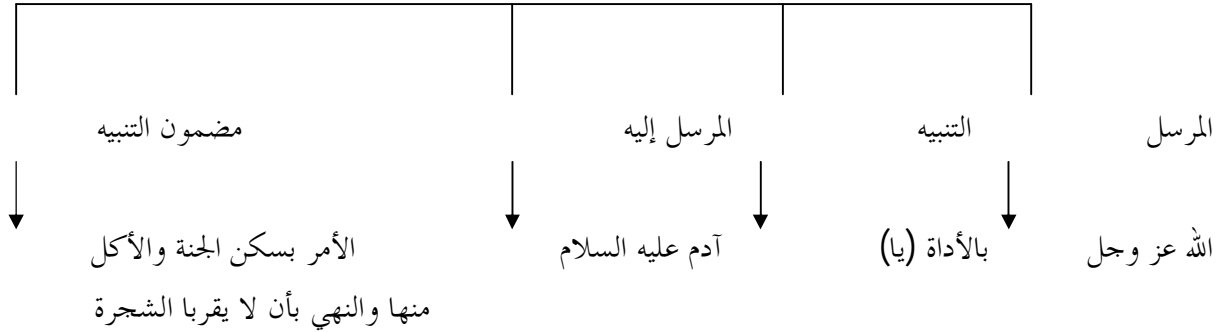 المرسل التنبيه المرسل إليه مضمون التنبيه
الله عز وجل بالأداة (يا) آدم عليه السلام الأمر بسكن الجنة والأكل
منها والنهي بأن لا يقربا الشجرة